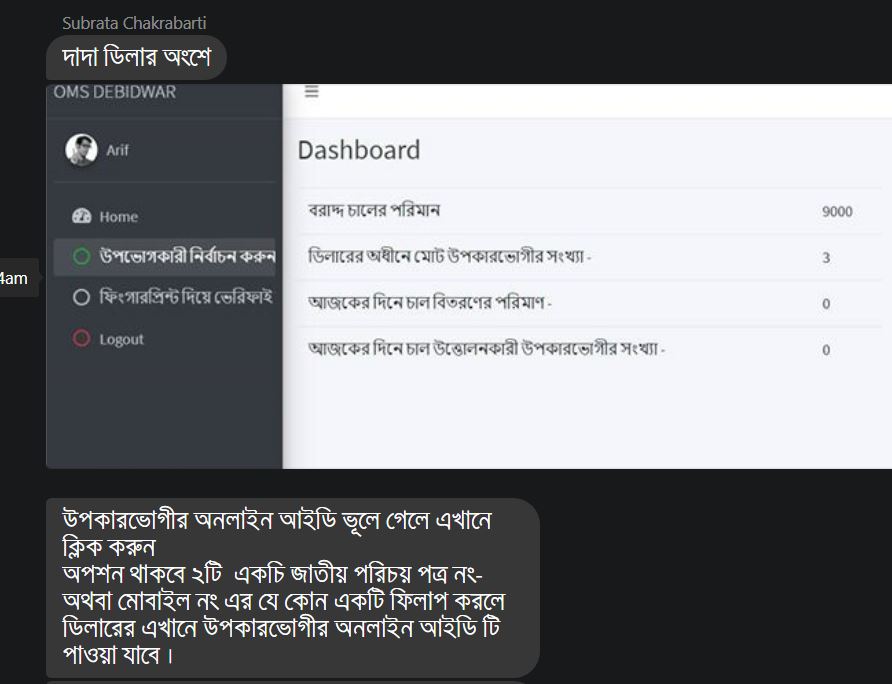 Subrata Chakrabarti
দাদা ডিলার অংশে
OMS DEBIDWAR
Arif
Dashboard
Home
বরাদ্দ চালের পরিমান
9000
উপভোগকারী নির্বাচন করুন
ডিলারের অধীনে মোট উপকারভোগীর সংখ্যা -
3
4am
ফিংগারপ্রিন্ট দিয়ে ভেরিফাই
আজকের দিনে চাল বিতরণের পরিমাণ -
0
Logout
আজকের দিনে চাল উত্তোলনকারী উপকারভোগীর সংখ্যা -
0
উপকারভোগীর অনলাইন আইডি ভূলে গেলে এখানে
ক্লিক করুন
অপশন থাকবে ২টি একচি জাতীয় পরিচয় পত্র নং-
অথবা মোবাইল নং এর যে কোন একটি ফিলাপ করলে
ডিলারের এখানে উপকারভোগীর অনলাইন আইডি টি
পাওয়া যাবে ।